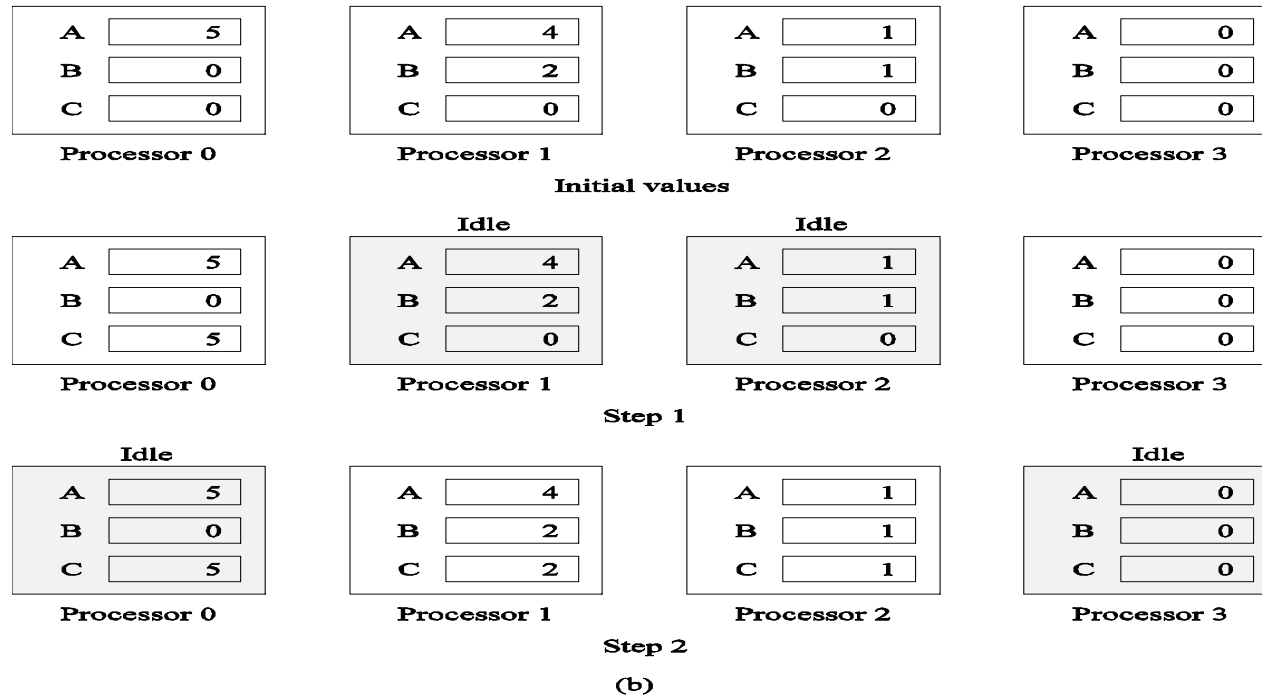 A 5 A 4 A 1 A 0
B 0 B 2 B 1 B 0
C 0 C 0 C 0 C 0
Processor 0 Processor 1 Processor 2 Processor 3
Initial values
Idle Idle
A 5 A 4 A 1 A 0
B 0 B 2 B 1 B 0
C 5 C 0 C 0 C 0
Processor 0 Processor 1 Processor 2 Processor 3
Step 1
Idle Idle
A 5 A 4 A 1 A 0
B 0 B 2 B 1 B 0
C 5 C 2 C 1 C 0
Processor 0 Processor 1 Processor 2 Processor 3
Step 2
(b)